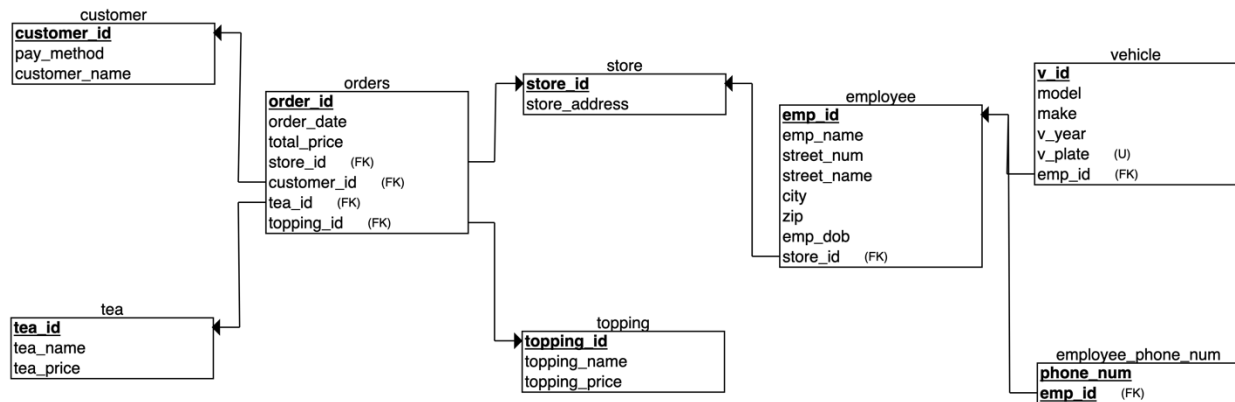 customer
customer_id
pay_method
customer_name
orders
order_id
order_date
total_price
store_id (FK)
customer_id (FK)
tea_id (FK)
topping_id (FK)
tea
tea_id
tea_name
tea_price
store
store_id
store_address
topping
topping_id
topping_name
topping_price
employee
emp_id
emp_name
street_num
street_name
city
zip
emp_dob
store_id (FK)
vehicle
v_id
model
make
v_year
v_plate (U)
emp_id (FK)
employee_phone_num
phone_num
emp_id (FK)